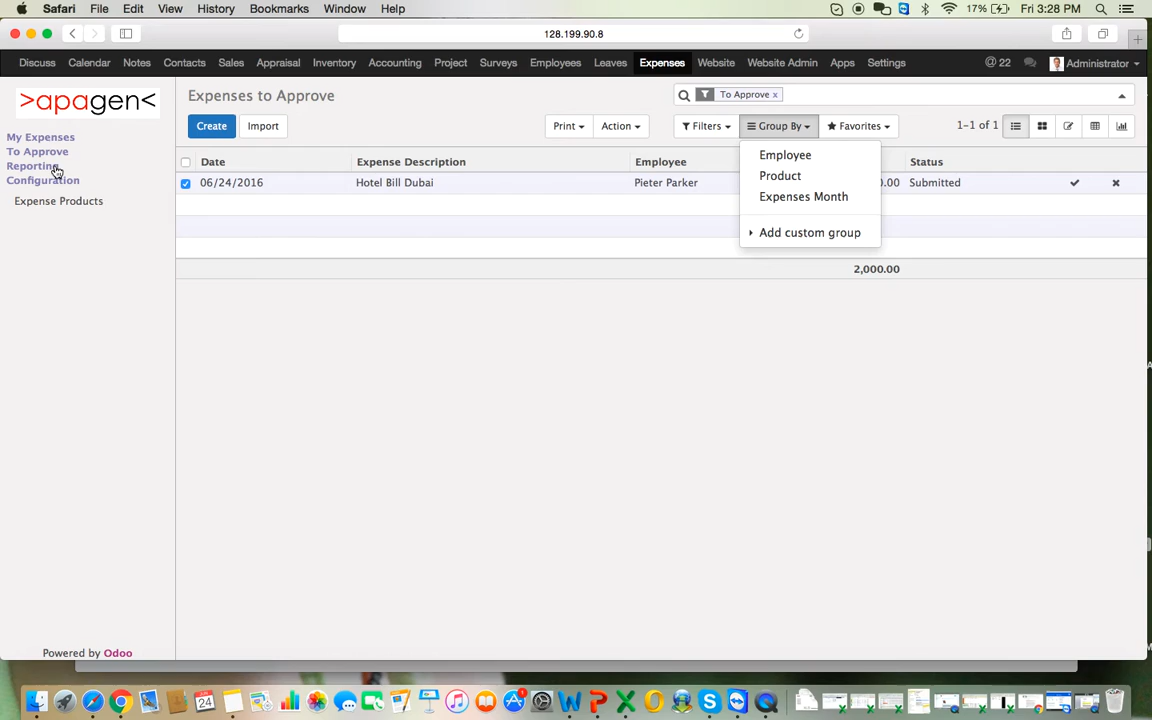 Safari File Edit View History Bookmarks Window Help 17% Fri 3:28 PM
128.199.90.8
Discuss Calendar Notes Contacts Sales Appraisal Inventory Accounting Project Surveys Employees Leaves Expenses Website Website Admin Apps Settings @ 22 Administrator
>apagen<
Expenses to Approve
To Approve x
My Expenses
To Approve
Reporting
Configuration
Expense Products
Create Import Print Action Filters Group By Favorites 1-1 of 1
Employee
Product
Expenses Month
Add custom group
Date Expense Description Employee Status
06/24/2016 Hotel Bill Dubai Pieter Parker .00 Submitted
2,000.00
Powered by Odoo
24